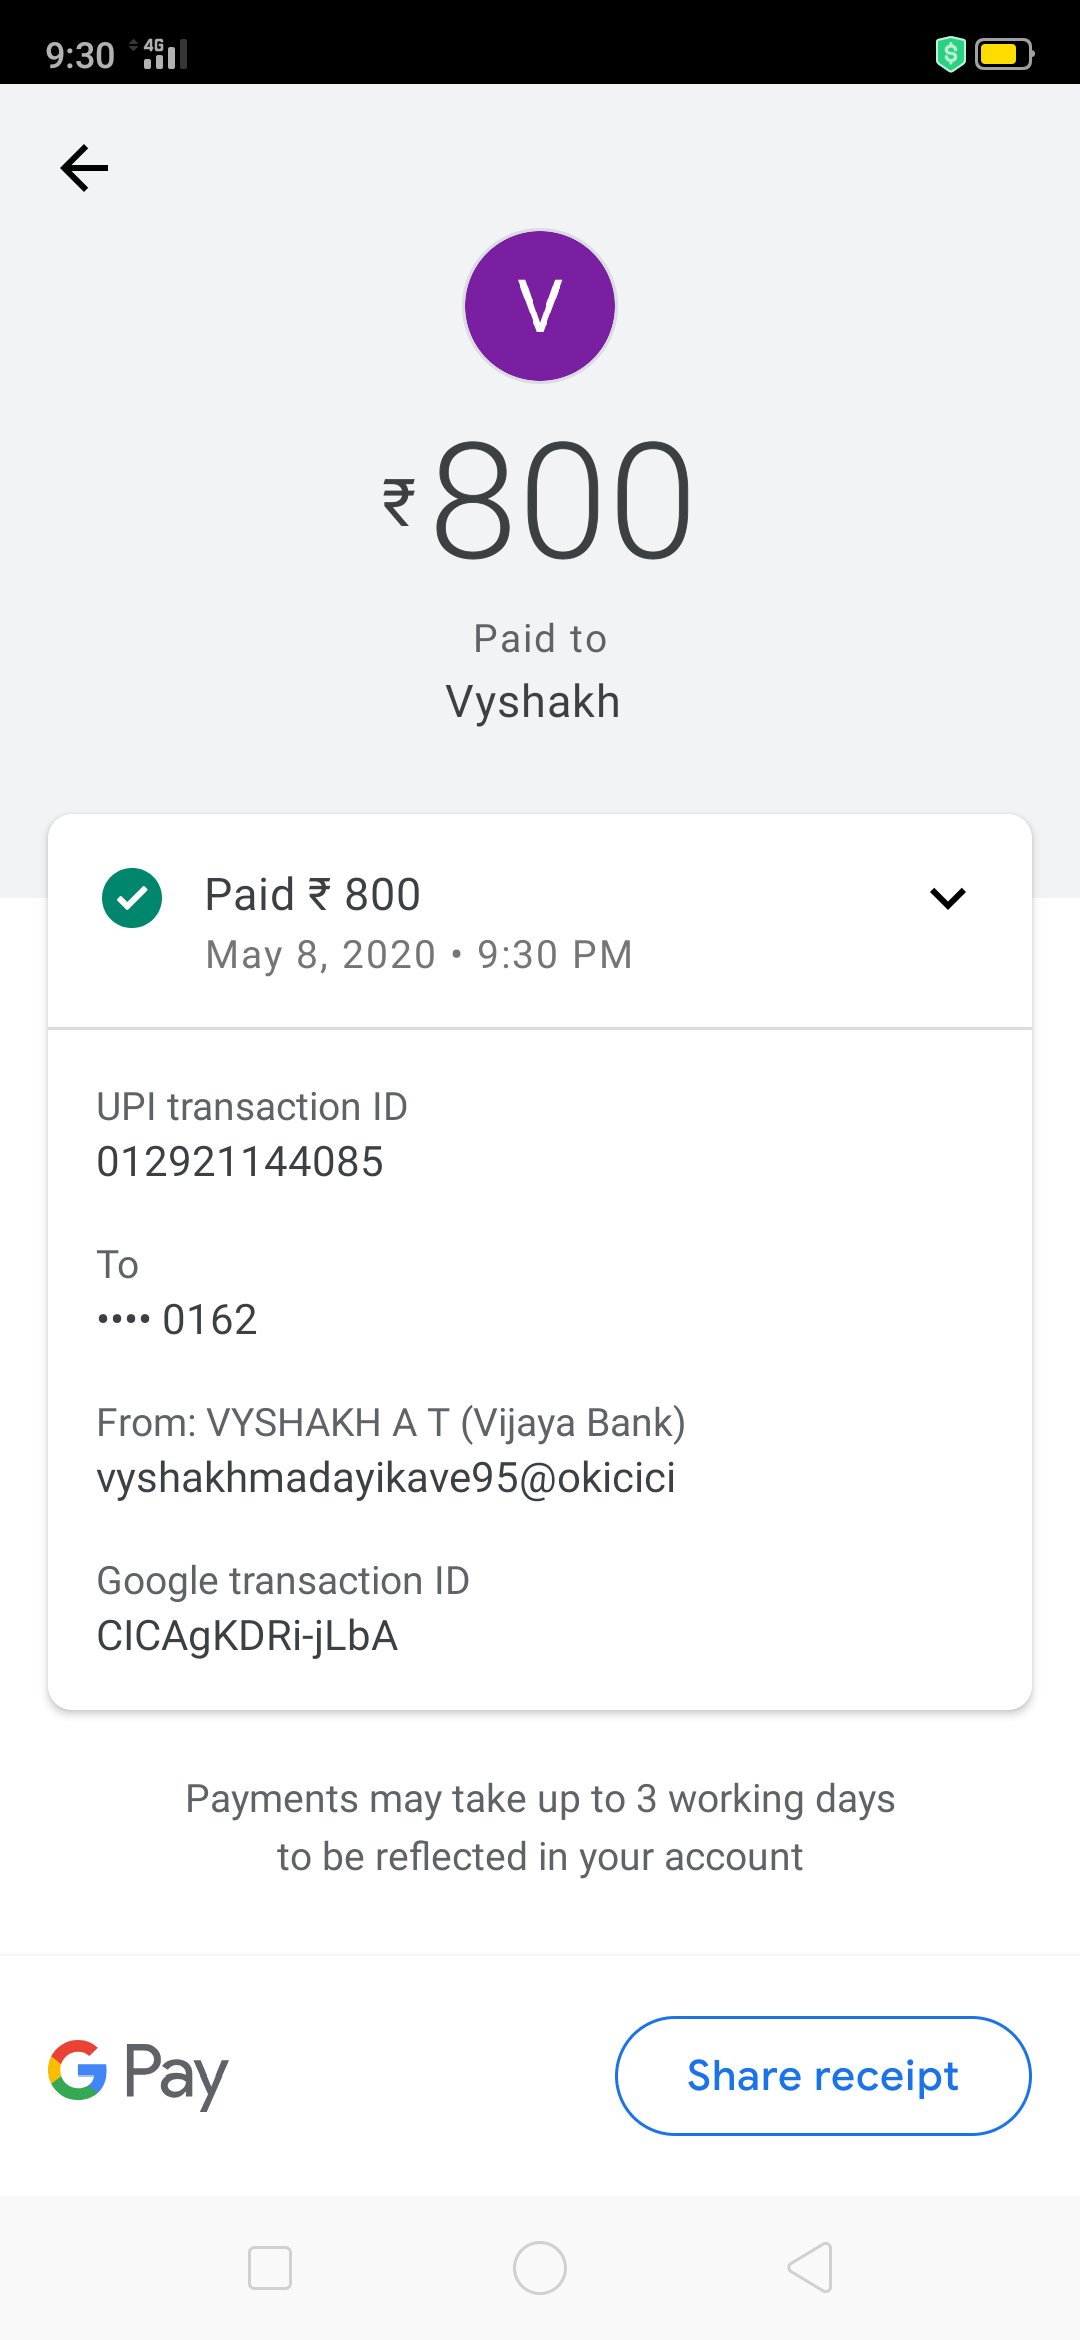 9:30 4G
V
₹800
Paid to
Vyshakh
Paid ₹ 800
May 8, 2020 • 9:30 PM
UPI transaction ID
012921144085
To
•••• 0162
From: VYSHAKH A T (Vijaya Bank)
vyshakhmadayikave95@okicici
Google transaction ID
CICAgKDRi-jLbA
Payments may take up to 3 working days
to be reflected in your account
G Pay
Share receipt